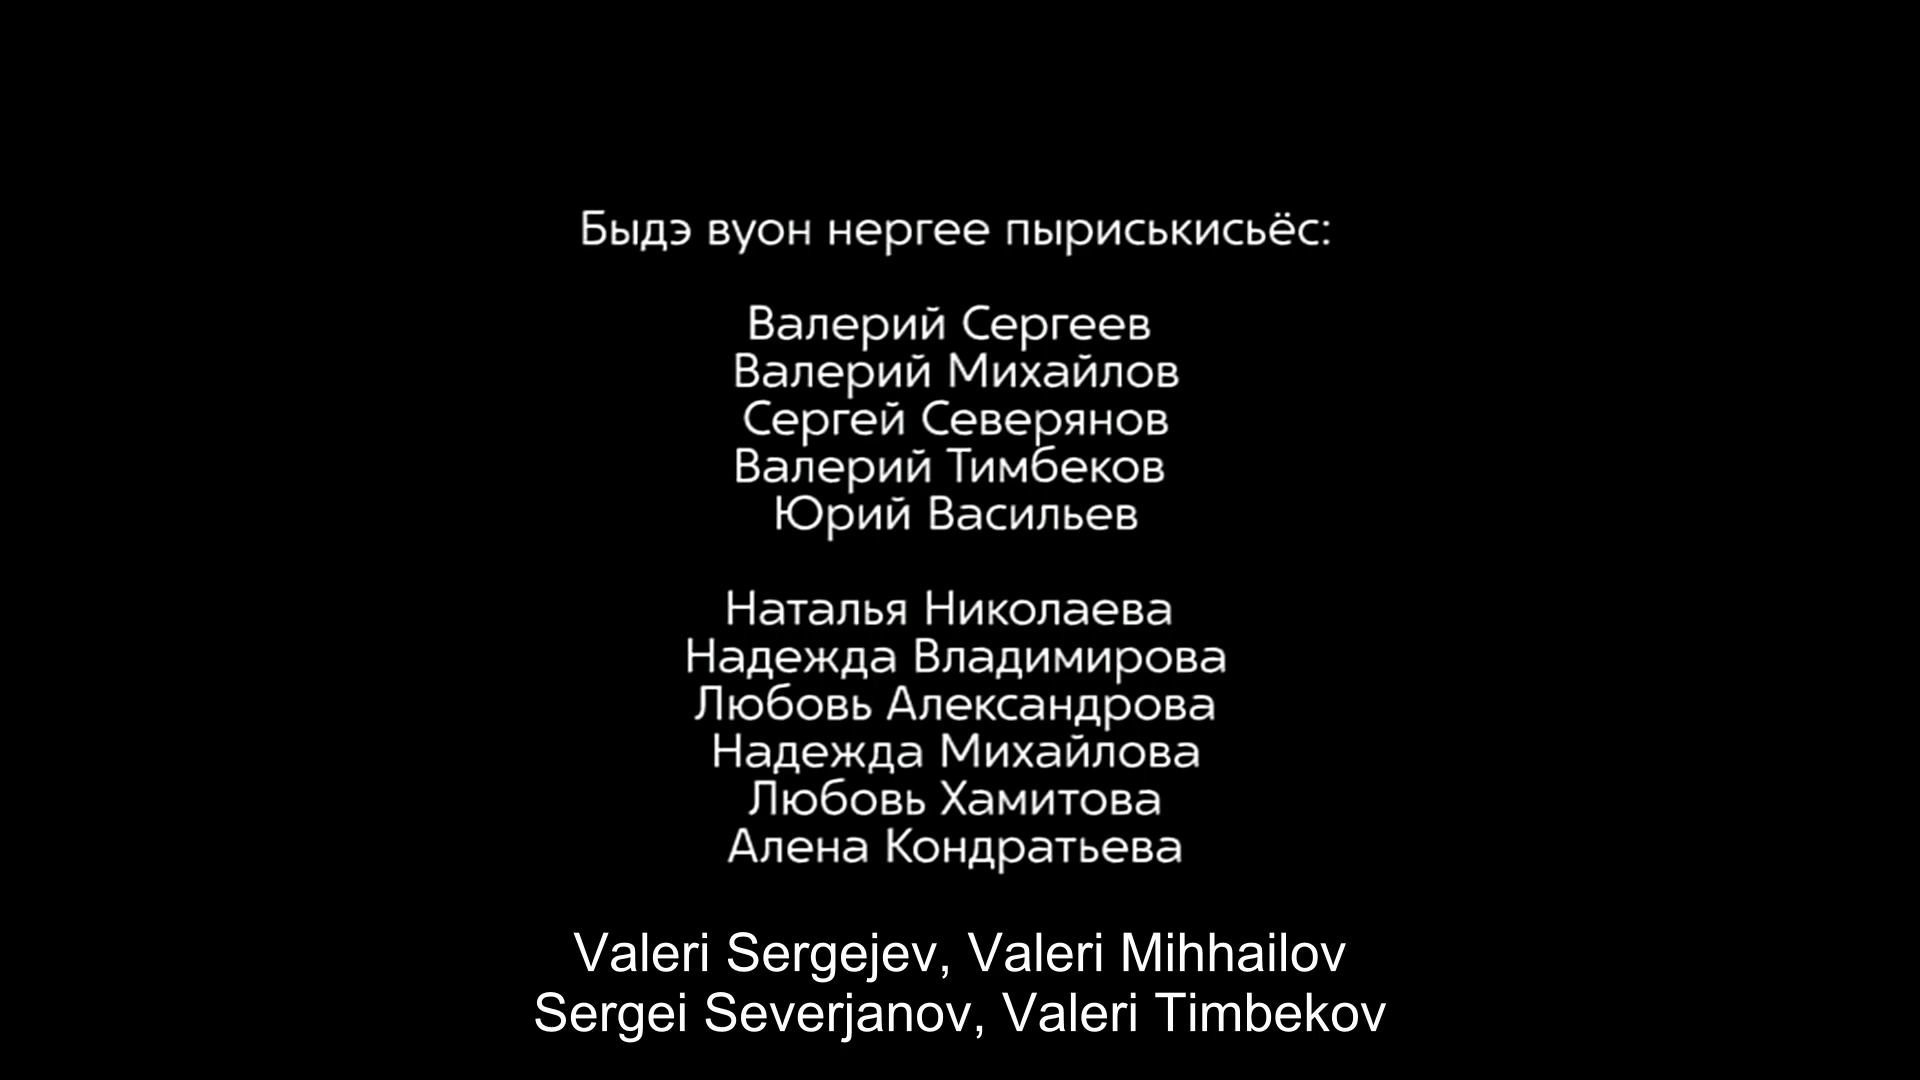 Быдэ вуон нергее пыриськисьёс:
Валерий Сергеев
Валерий Михайлов
Сергей Северянов
Валерий Тимбеков
Юрий Васильев
Наталья Николаева
Надежда Владимирова
Любовь Александрова
Надежда Михайлова
Любовь Хамитова
Алена Кондратьева
Valeri Sergejev, Valeri Mihhailov
Sergei Severjanov, Valeri Timbekov